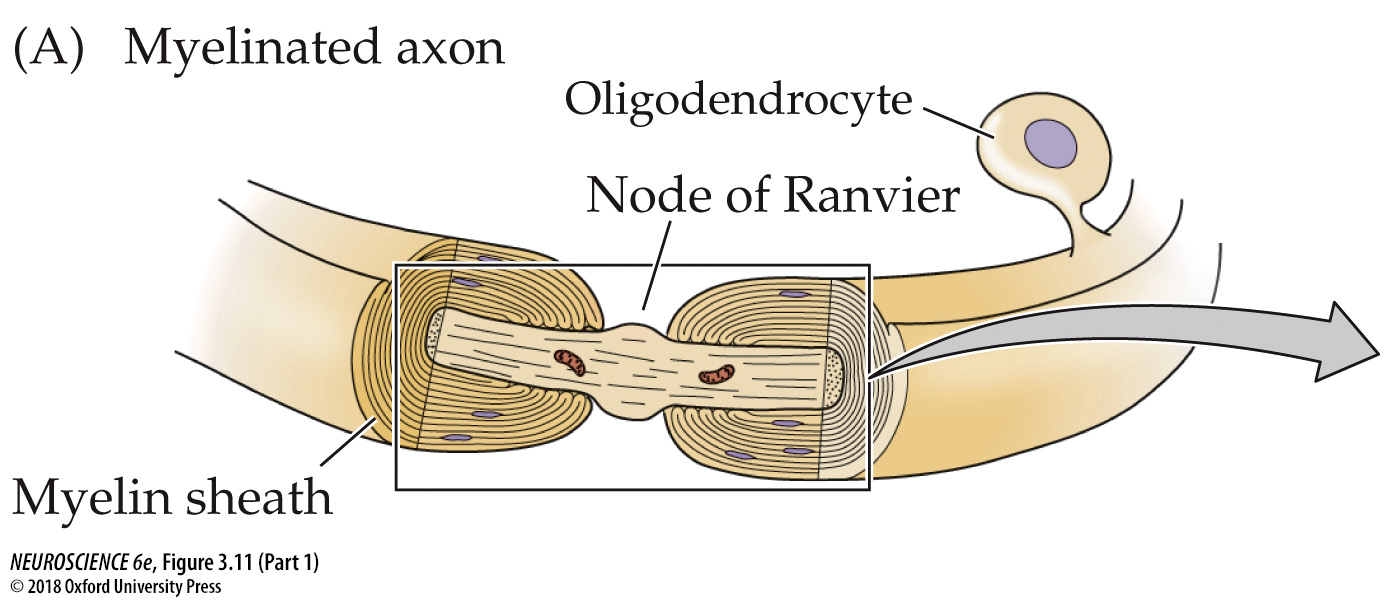 (A) Myelinated axon
Oligodendrocyte
Node of Ranvier
Myelin sheath
NEUROSCIENCE 6e, Figure 3.11 (Part 1)
© 2018 Oxford University Press